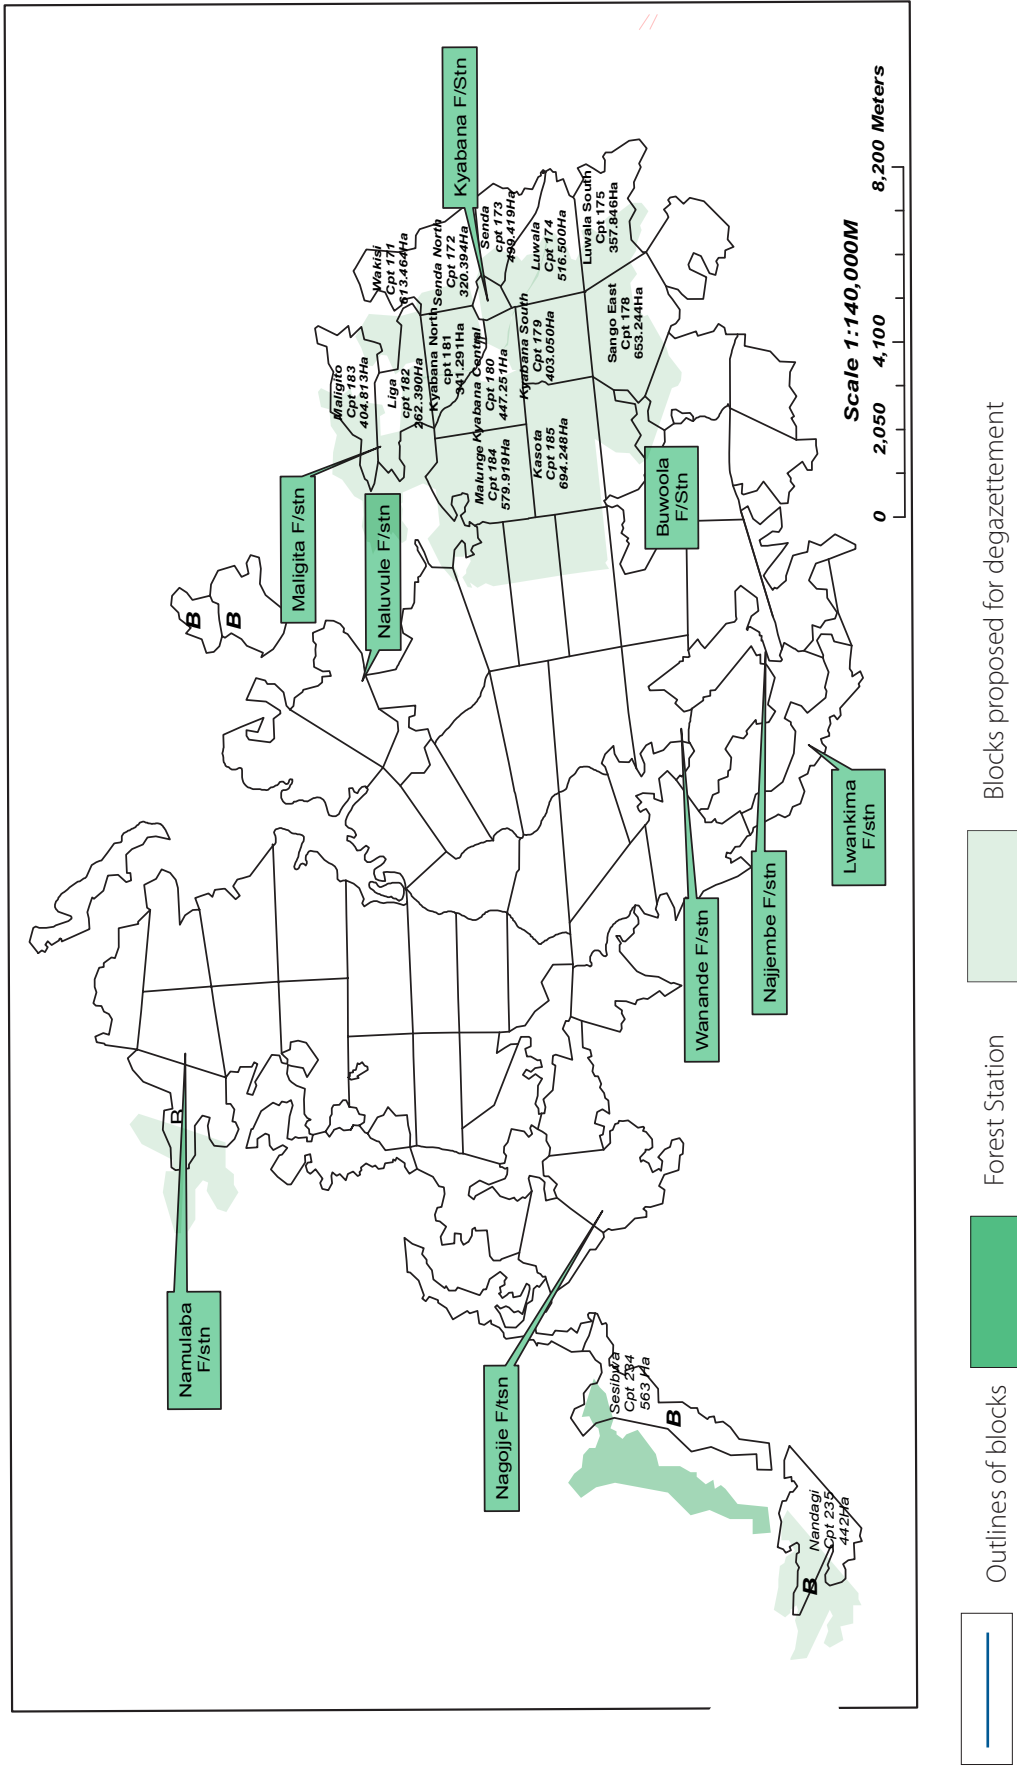 Namulaba
F/stn
B
B
B
Maligita F/stn
Naluvule F/stn
Kyabana F/Stn
Maligito
Cpt 183
404.813Ha
Wakisi
Cpt 171
613.464Ha
Liga
cpt 182
262.390Ha
Senda North
Cpt 172
320.394Ha
Kyabana North
cpt 181
341.291Ha
Senda
cpt 173
499.419Ha
Malunge
Cpt 184
579.919Ha
Kyabana Central
Cpt 180
447.251Ha
Luwala
Cpt 174
516.500Ha
Kyabana South
Cpt 179
403.050Ha
Kasota
Cpt 185
694.248Ha
Luwala South
Cpt 175
357.846Ha
Sango East
Cpt 178
653.244Ha
Nagojje F/tsn
Sesibwa
Cpt 234
563 Ha
B
Buwoola
F/Stn
Wanande F/stn
Najjembe F/stn
Lwankima
F/stn
Nandagi
Cpt 235
442Ha
B
Scale 1:140,000M
0 2,050 4,100 8,200 Meters
Outlines of blocks
Forest Station
Blocks proposed for degazettement